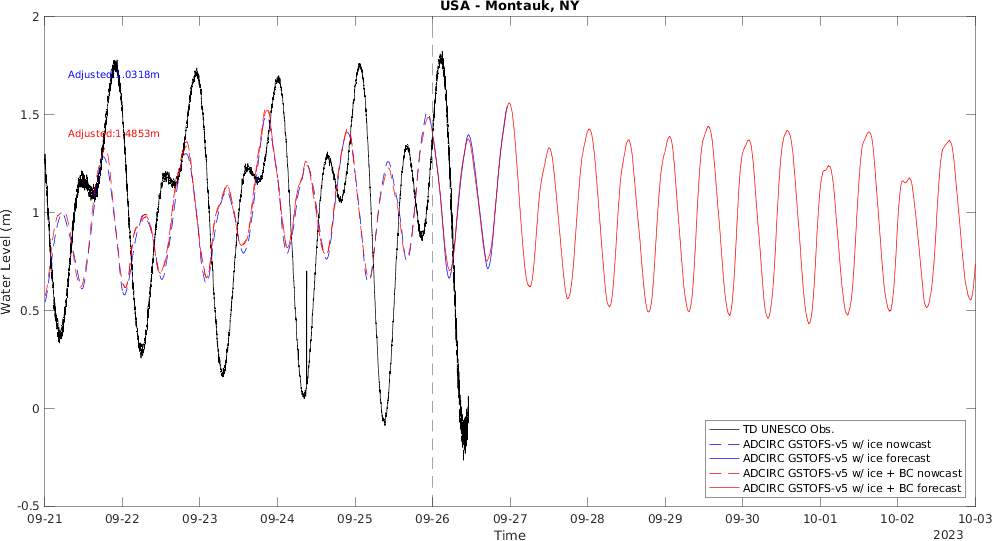 USA - Montauk, NY
2
Adjusted:1.0318m
1.5
Adjusted:1.4853m
1
Water Level (m)
0.5
0
TD UNESCO Obs.
ADCIRC GSTOFS-v5 w/ ice nowcast
ADCIRC GSTOFS-v5 w/ ice forecast
ADCIRC GSTOFS-v5 w/ ice + BC nowcast
ADCIRC GSTOFS-v5 w/ ice + BC forecast
-0.5
09-21 09-22 09-23 09-24 09-25 09-26 09-27 09-28 09-29 09-30 10-01 10-02 10-03
Time
2023